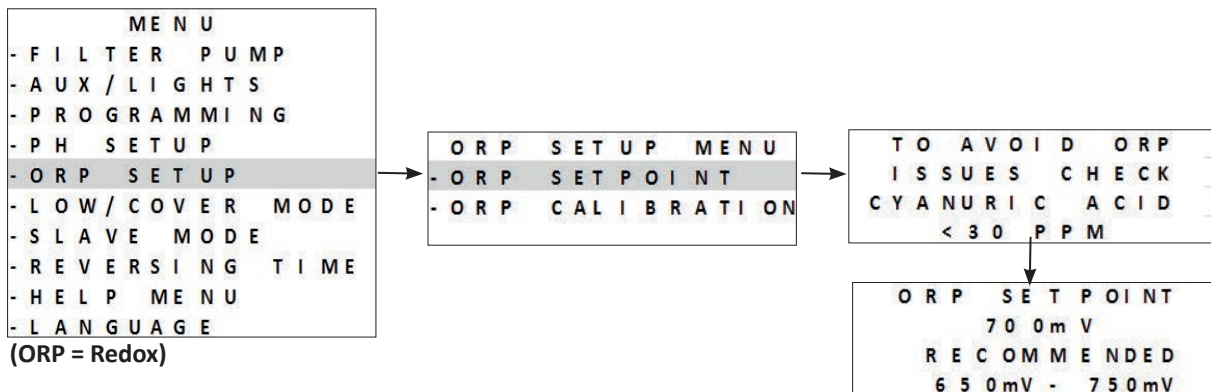 MENU
-FILTER PUMP
-AUX/LIGHTS
-PROGRAMMING
-PH SETUP
-ORP SETUP
-LOW/COVER MODE
-SLAVE MODE
-REVERSING TIME
-HELP MENU
-LANGUAGE
(ORP = Redox)
ORP SETUP MENU
-ORP SETPOINT
-ORP CALIBRATION
TO AVOID ORP
ISSUES CHECK
CYANURIC ACID
<30 PPM
ORP SETPOINT
700mV
RECOMMENDED
650mV - 750mV